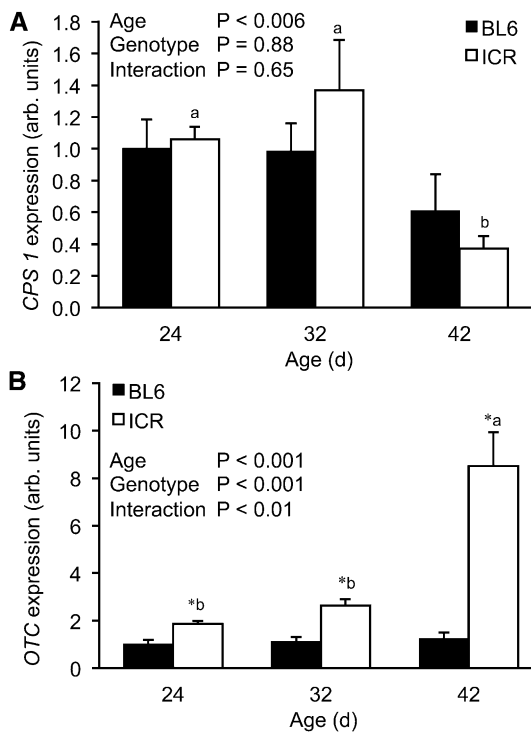 A
Age P < 0.006
Genotype P = 0.88
Interaction P = 0.65
BL6
ICR
CPS 1 expression (arb. units)
1.8
1.6
1.4
1.2
1.0
0.8
0.6
0.4
0.2
0.0
a
a
b
24 32 42
Age (d)
B
BL6
ICR
Age P < 0.001
Genotype P < 0.001
Interaction P < 0.01
OTC expression (arb. units)
12
10
8
6
4
2
0
*b
*b
*a
24 32 42
Age (d)